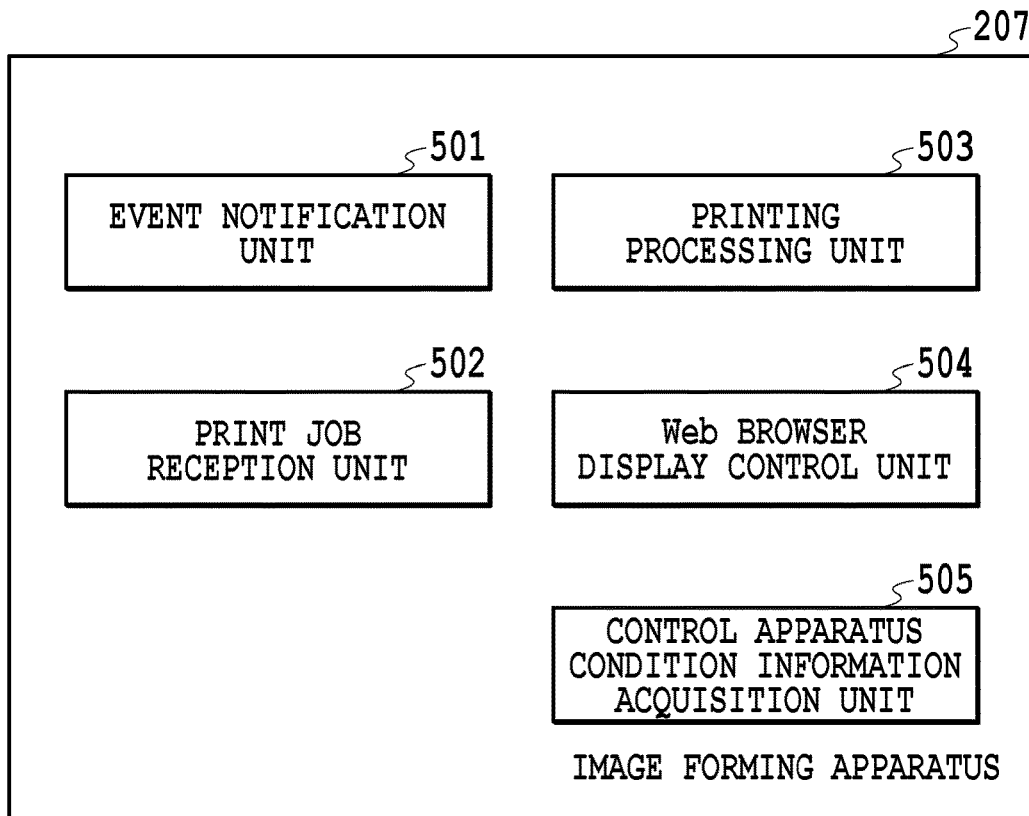 207
501
EVENT NOTIFICATION
UNIT
503
PRINTING
PROCESSING UNIT
502
PRINT JOB
RECEPTION UNIT
504
Web BROWSER
DISPLAY CONTROL UNIT
505
CONTROL APPARATUS
CONDITION INFORMATION
ACQUISITION UNIT
IMAGE FORMING APPARATUS